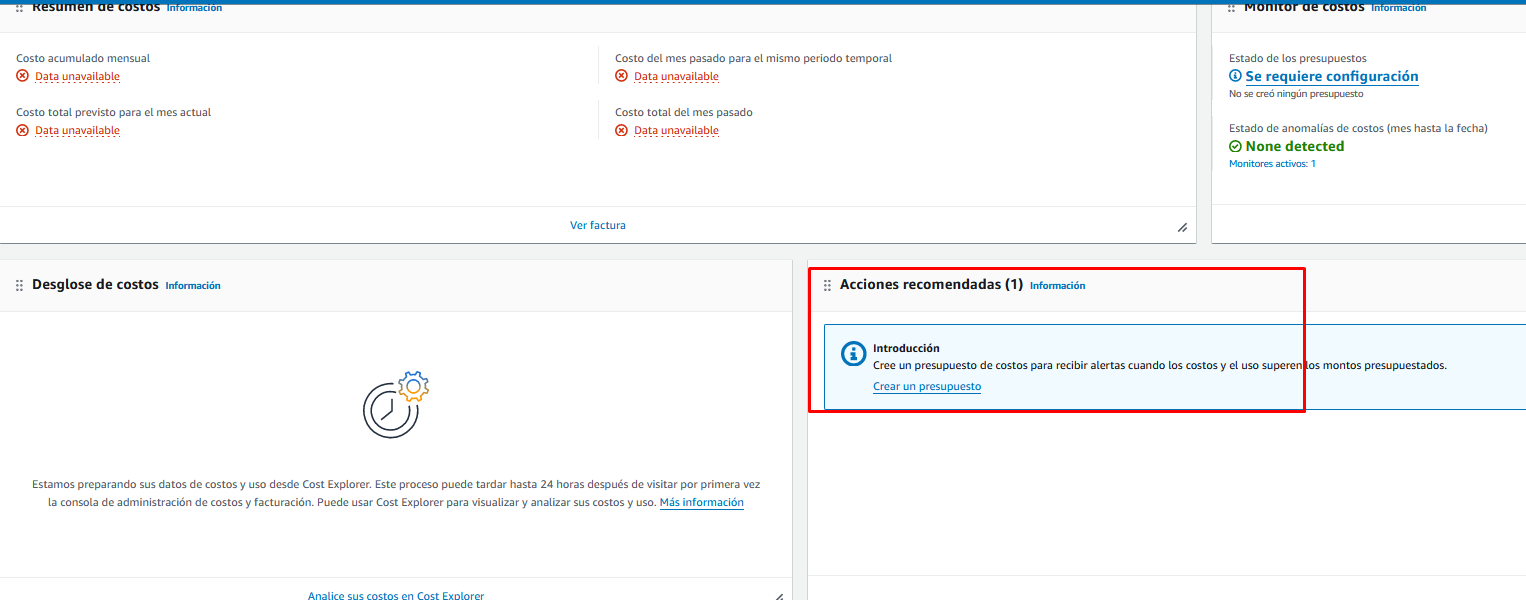 Resumen de costos Información
Costo acumulado mensual
Data unavailable
Costo del mes pasado para el mismo periodo temporal
Data unavailable
Costo total previsto para el mes actual
Data unavailable
Costo total del mes pasado
Data unavailable
Ver factura
Monitor de costos Información
Estado de los presupuestos
Se requiere configuración
No se creó ningún presupuesto
Estado de anomalías de costos (mes hasta la fecha)
None detected
Monitores activos: 1
Desglose de costos Información
Estamos preparando sus datos de costos y uso desde Cost Explorer. Este proceso puede tardar hasta 24 horas después de visitar por primera vez
la consola de administración de costos y facturación. Puede usar Cost Explorer para visualizar y analizar sus costos y uso. Más información
Analice sus costos en Cost Explorer
Acciones recomendadas (1) Información
Introducción
Cree un presupuesto de costos para recibir alertas cuando los costos y el uso superen los montos presupuestados.
Crear un presupuesto